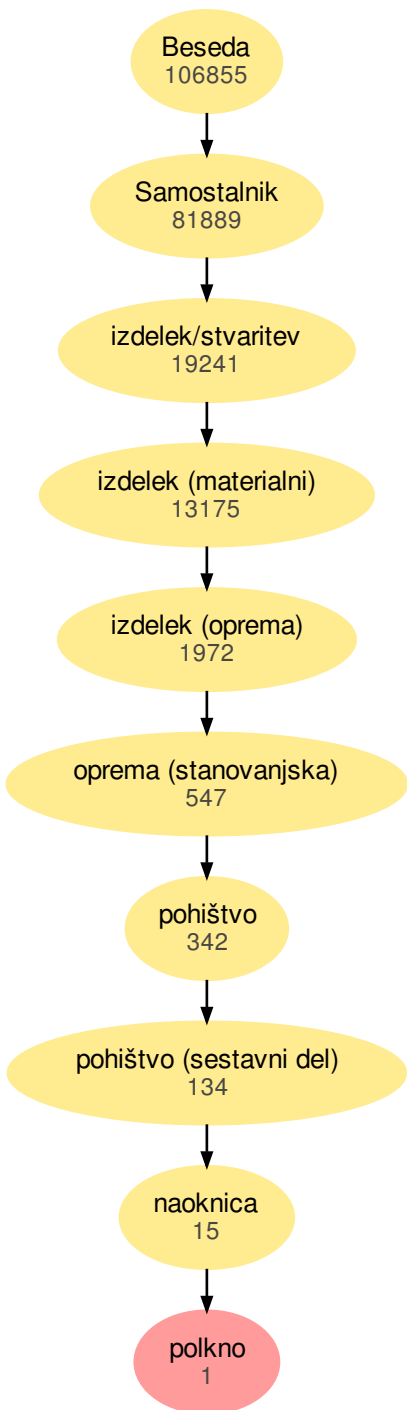 Beseda
106855
Samostalnik
81889
izdelek/stvaritev
19241
izdelek (materialni)
13175
izdelek (oprema)
1972
oprema (stanovanjska)
547
pohištvo
342
pohištvo (sestavni del)
134
naoknica
15
polkno
1